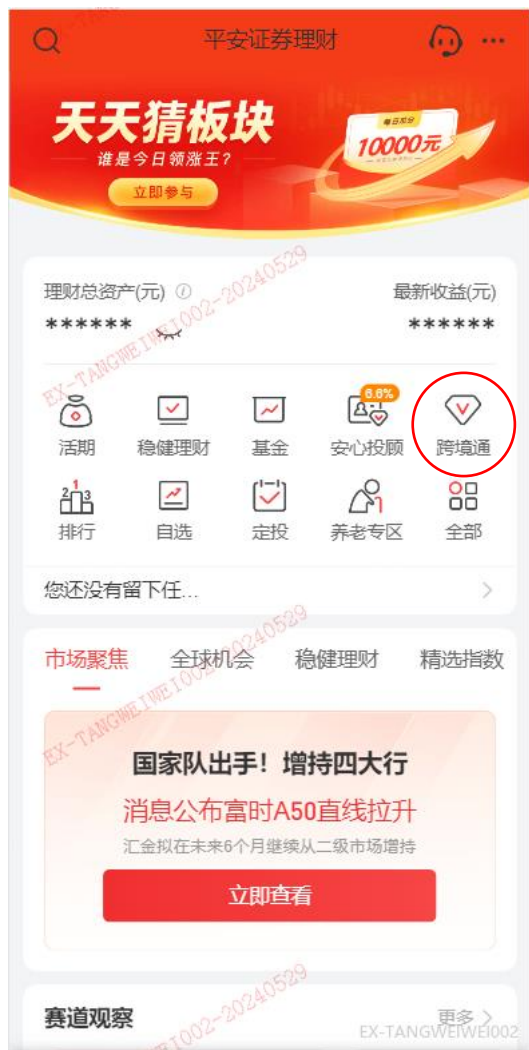 平安证券理财
天天猜板块
谁是今日领涨王?
立即参与
每日瓜分
10000元
理财总资产(元)
最新收益(元)
******
******
6.6%
活期 稳健理财 基金 安心投顾 跨境通
排行 自选 定投 养老专区 全部
您还没有留下任...
市场聚焦 全球机会 稳健理财 精选指数
国家队出手!增持四大行
消息公布富时A50直线拉升
汇金拟在未来6个月继续从二级市场增持
立即查看
赛道观察
更多
EX-TANGWEIWEI002-20240529
EX-TANGWEIWEI002-20240529
EX-TANGWEIWEI002